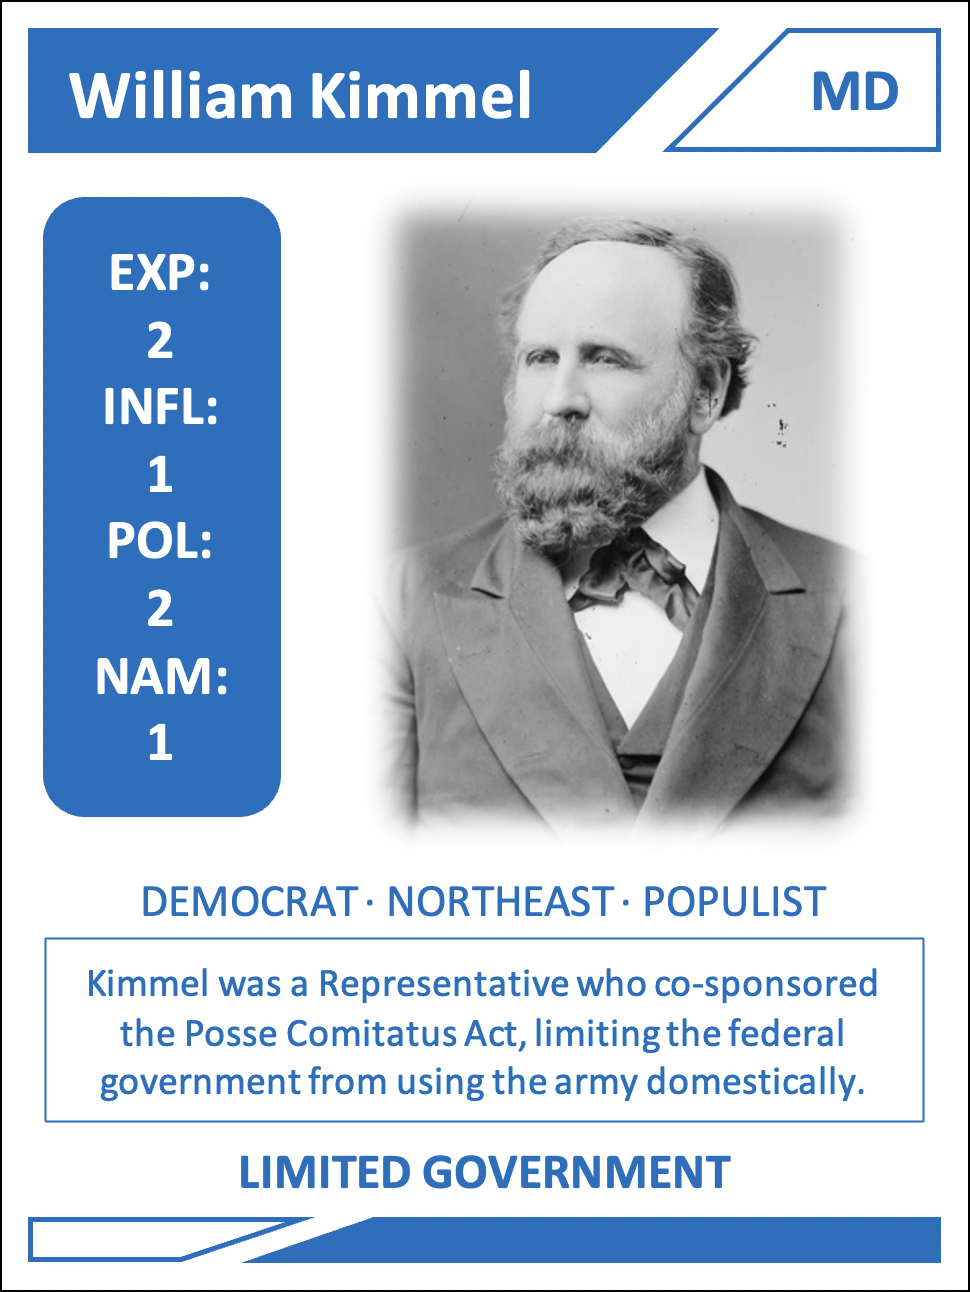 William Kimmel
MD
EXP:
2
INFL:
1
POL:
2
NAM:
1
DEMOCRAT · NORTHEAST · POPULIST
Kimmel was a Representative who co-sponsored
the Posse Comitatus Act, limiting the federal
government from using the army domestically.
LIMITED GOVERNMENT